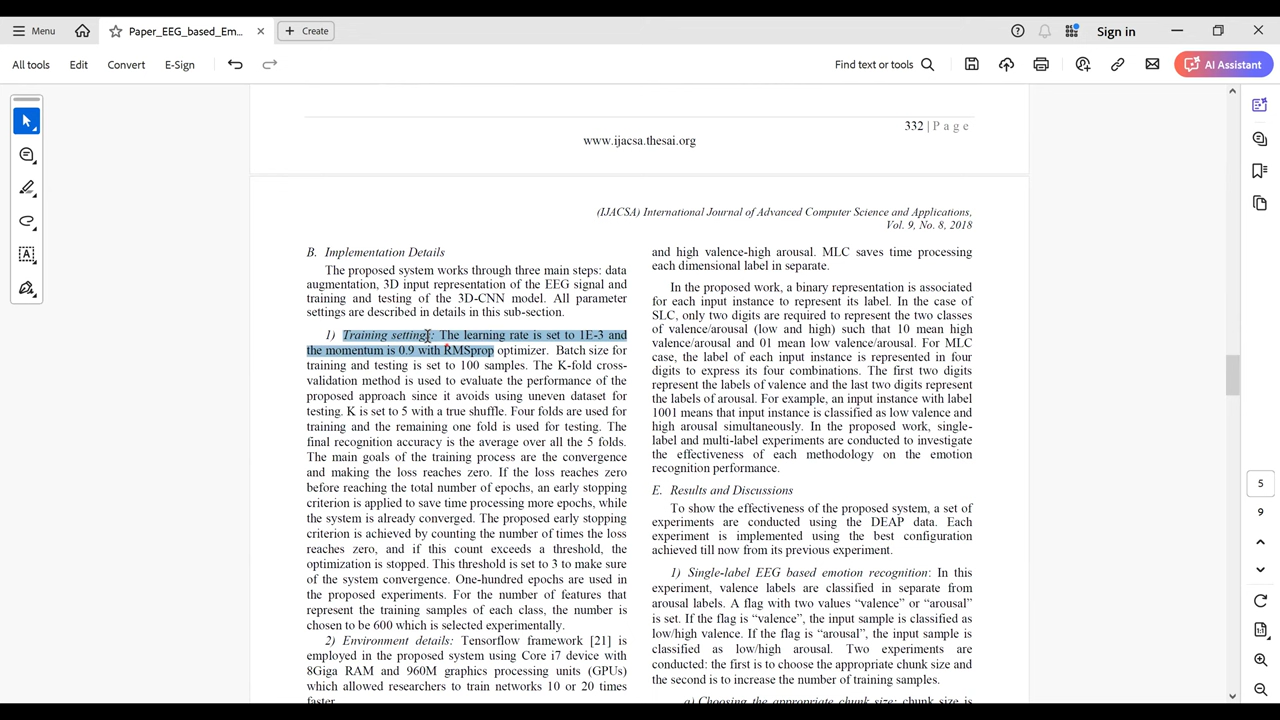 Menu
Paper_EEG_based_Em...
Create
Sign in
All tools
Edit
Convert
E-Sign
Find text or tools
AI Assistant
332 | P a g e
www.ijacsa.thesai.org
(IJACSA) International Journal of Advanced Computer Science and Applications,
Vol. 9, No. 8, 2018
B. Implementation Details
The proposed system works through three main steps: data
augmentation, 3D input representation of the EEG signal and
training and testing of the 3D-CNN model. All parameter
settings are described in details in this sub-section.
1) Training settings: The learning rate is set to 1E-3 and
the momentum is 0.9 with RMSprop optimizer. Batch size for
training and testing is set to 100 samples. The K-fold cross-
validation method is used to evaluate the performance of the
proposed approach since it avoids using uneven dataset for
testing. K is set to 5 with a true shuffle. Four folds are used for
training and the remaining one fold is used for testing. The
final recognition accuracy is the average over all the 5 folds.
The main goals of the training process are the convergence
and making the loss reaches zero. If the loss reaches zero
before reaching the total number of epochs, an early stopping
criterion is applied to save time processing more epochs, while
the system is already converged. The proposed early stopping
criterion is achieved by counting the number of times the loss
reaches zero, and if this count exceeds a threshold, the
optimization is stopped. This threshold is set to 3 to make sure
of the system convergence. One-hundred epochs are used in
the proposed experiments. For the number of features that
represent the training samples of each class, the number is
chosen to be 600 which is selected experimentally.
2) Environment details: Tensorflow framework [21] is
employed in the proposed system using Core i7 device with
8Giga RAM and 960M graphics processing units (GPUs)
which allowed researchers to train networks 10 or 20 times
faster.
and high valence-high arousal. MLC saves time processing
each dimensional label in separate.
In the proposed work, a binary representation is associated
for each input instance to represent its label. In the case of
SLC, only two digits are required to represent the two classes
of valence/arousal (low and high) such that 10 mean high
valence/arousal and 01 mean low valence/arousal. For MLC
case, the label of each input instance is represented in four
digits to express its four combinations. The first two digits
represent the labels of valence and the last two digits represent
the labels of arousal. For example, an input instance with label
1001 means that input instance is classified as low valence and
high arousal simultaneously. In the proposed work, single-
label and multi-label experiments are conducted to investigate
the effectiveness of each methodology on the emotion
recognition performance.
E. Results and Discussions
To show the effectiveness of the proposed system, a set of
experiments are conducted using the DEAP data. Each
experiment is implemented using the best configuration
achieved till now from its previous experiment.
1) Single-label EEG based emotion recognition: In this
experiment, valence labels are classified in separate from
arousal labels. A flag with two values “valence” or “arousal”
is set. If the flag is “valence”, the input sample is classified as
low/high valence. If the flag is “arousal”, the input sample is
classified as low/high arousal. Two experiments are
conducted: the first is to choose the appropriate chunk size and
the second is to increase the number of training samples.
a) Choosing the appropriate chunk size: chunk size is
5
9